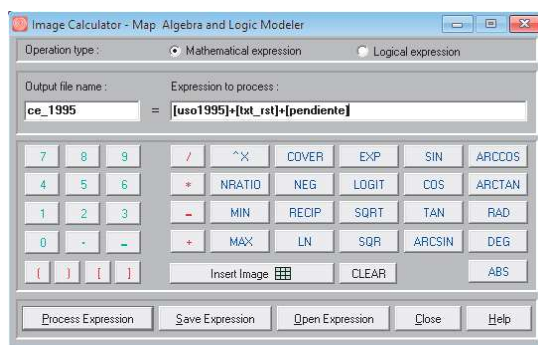 Image Calculator - Map Algebra and Logic Modeler
Operation type : Mathematical expression Logical expression
Output file name : Expression to process :
ce_1995 = [uso1995]+[txt_rst]+[pendiente]
7 8 9 / ^X COVER EXP SIN ARCCOS
4 5 6 * NRATIO NEG LOGIT COS ARCTAN
1 2 3 - MIN RECIP SQRT TAN RAD
0 . - + MAX LN SQR ARCSIN DEG
( ) [ ] Insert Image CLEAR ABS
Process Expression Save Expression Open Expression Close Help